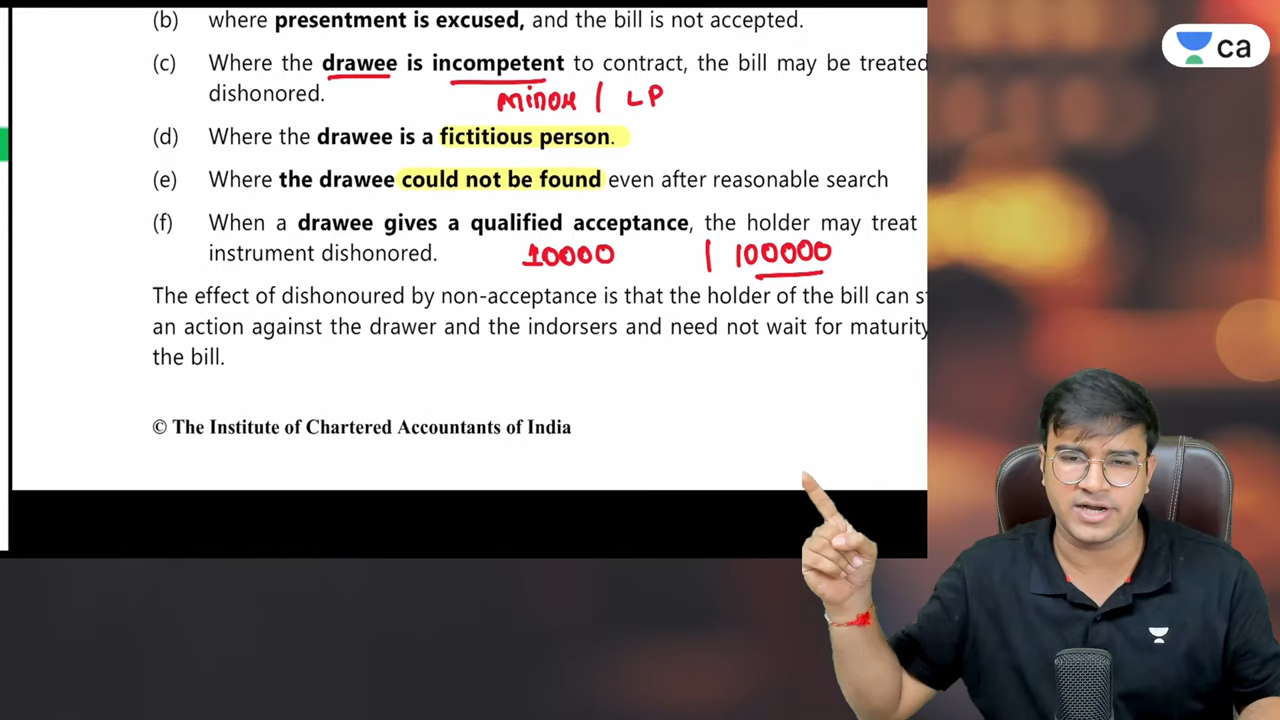 (b) where presentment is excused, and the bill is not accepted.
(c) Where the drawee is incompetent to contract, the bill may be treated
dishonored.
minor | LP
(d) Where the drawee is a fictitious person.
(e) Where the drawee could not be found even after reasonable search
(f) When a drawee gives a qualified acceptance, the holder may treat
instrument dishonored.
10000 | 100000
The effect of dishonoured by non-acceptance is that the holder of the bill can
an action against the drawer and the indorsers and need not wait for maturity
the bill.
© The Institute of Chartered Accountants of India
ca